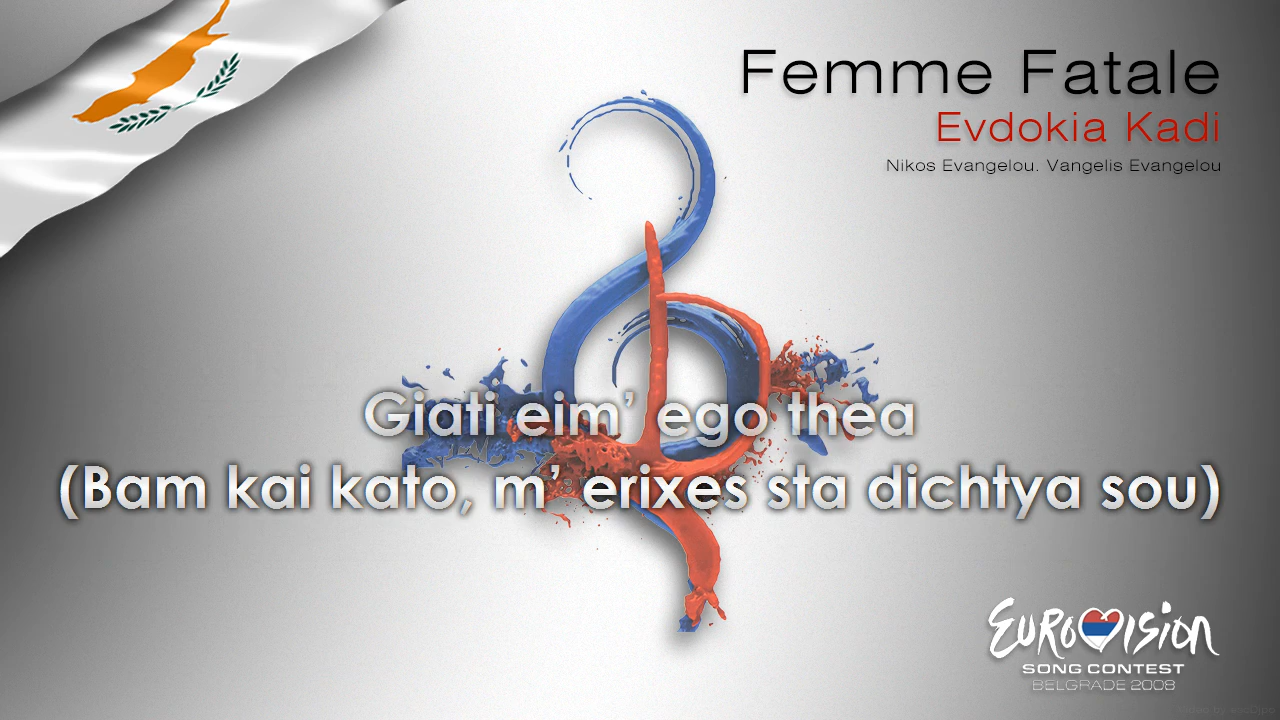 Femme Fatale
Evdokia Kadi
Nikos Evangelou. Vangelis Evangelou
Giati eim’ ego thea
(Bam kai kato, m’ erixes sta dichtya sou)
EUROVISION
SONG CONTEST
BELGRADE 2008